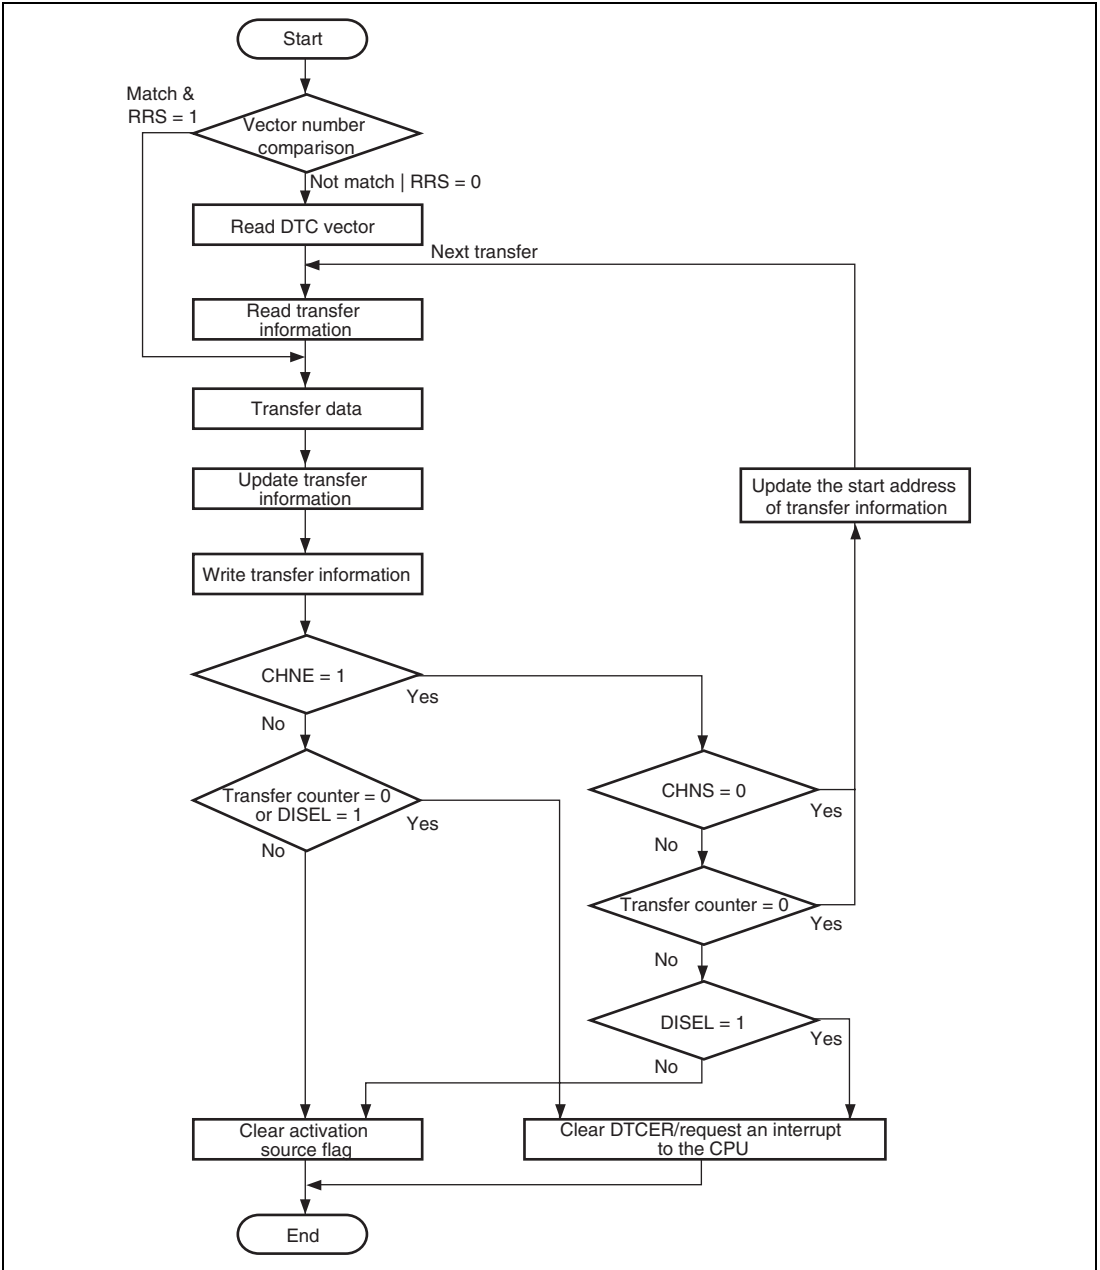 Start
Match &
RRS = 1
Vector number
comparison
Not match | RRS = 0
Read DTC vector
Next transfer
Read transfer
information
Transfer data
Update transfer
information
Update the start address
of transfer information
Write transfer information
CHNE = 1
Yes
No
Transfer counter = 0
or DISEL = 1
Yes
No
CHNS = 0
Yes
No
Transfer counter = 0
Yes
No
DISEL = 1
Yes
No
Clear activation
source flag
Clear DTCER/request an interrupt
to the CPU
End